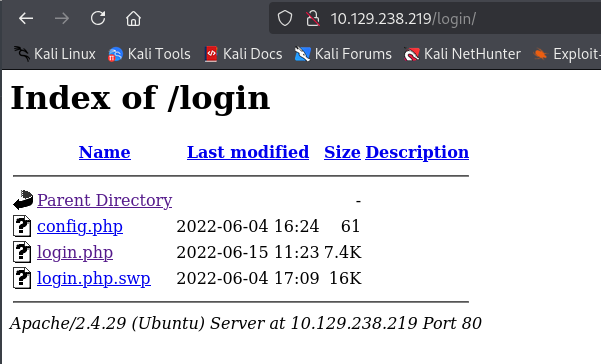 10.129.238.219/login/
Kali Linux Kali Tools Kali Docs Kali Forums Kali NetHunter Exploit-
Index of /login
Name Last modified Size Description
Parent Directory -
config.php 2022-06-04 16:24 61
login.php 2022-06-15 11:23 7.4K
login.php.swp 2022-06-04 17:09 16K
Apache/2.4.29 (Ubuntu) Server at 10.129.238.219 Port 80